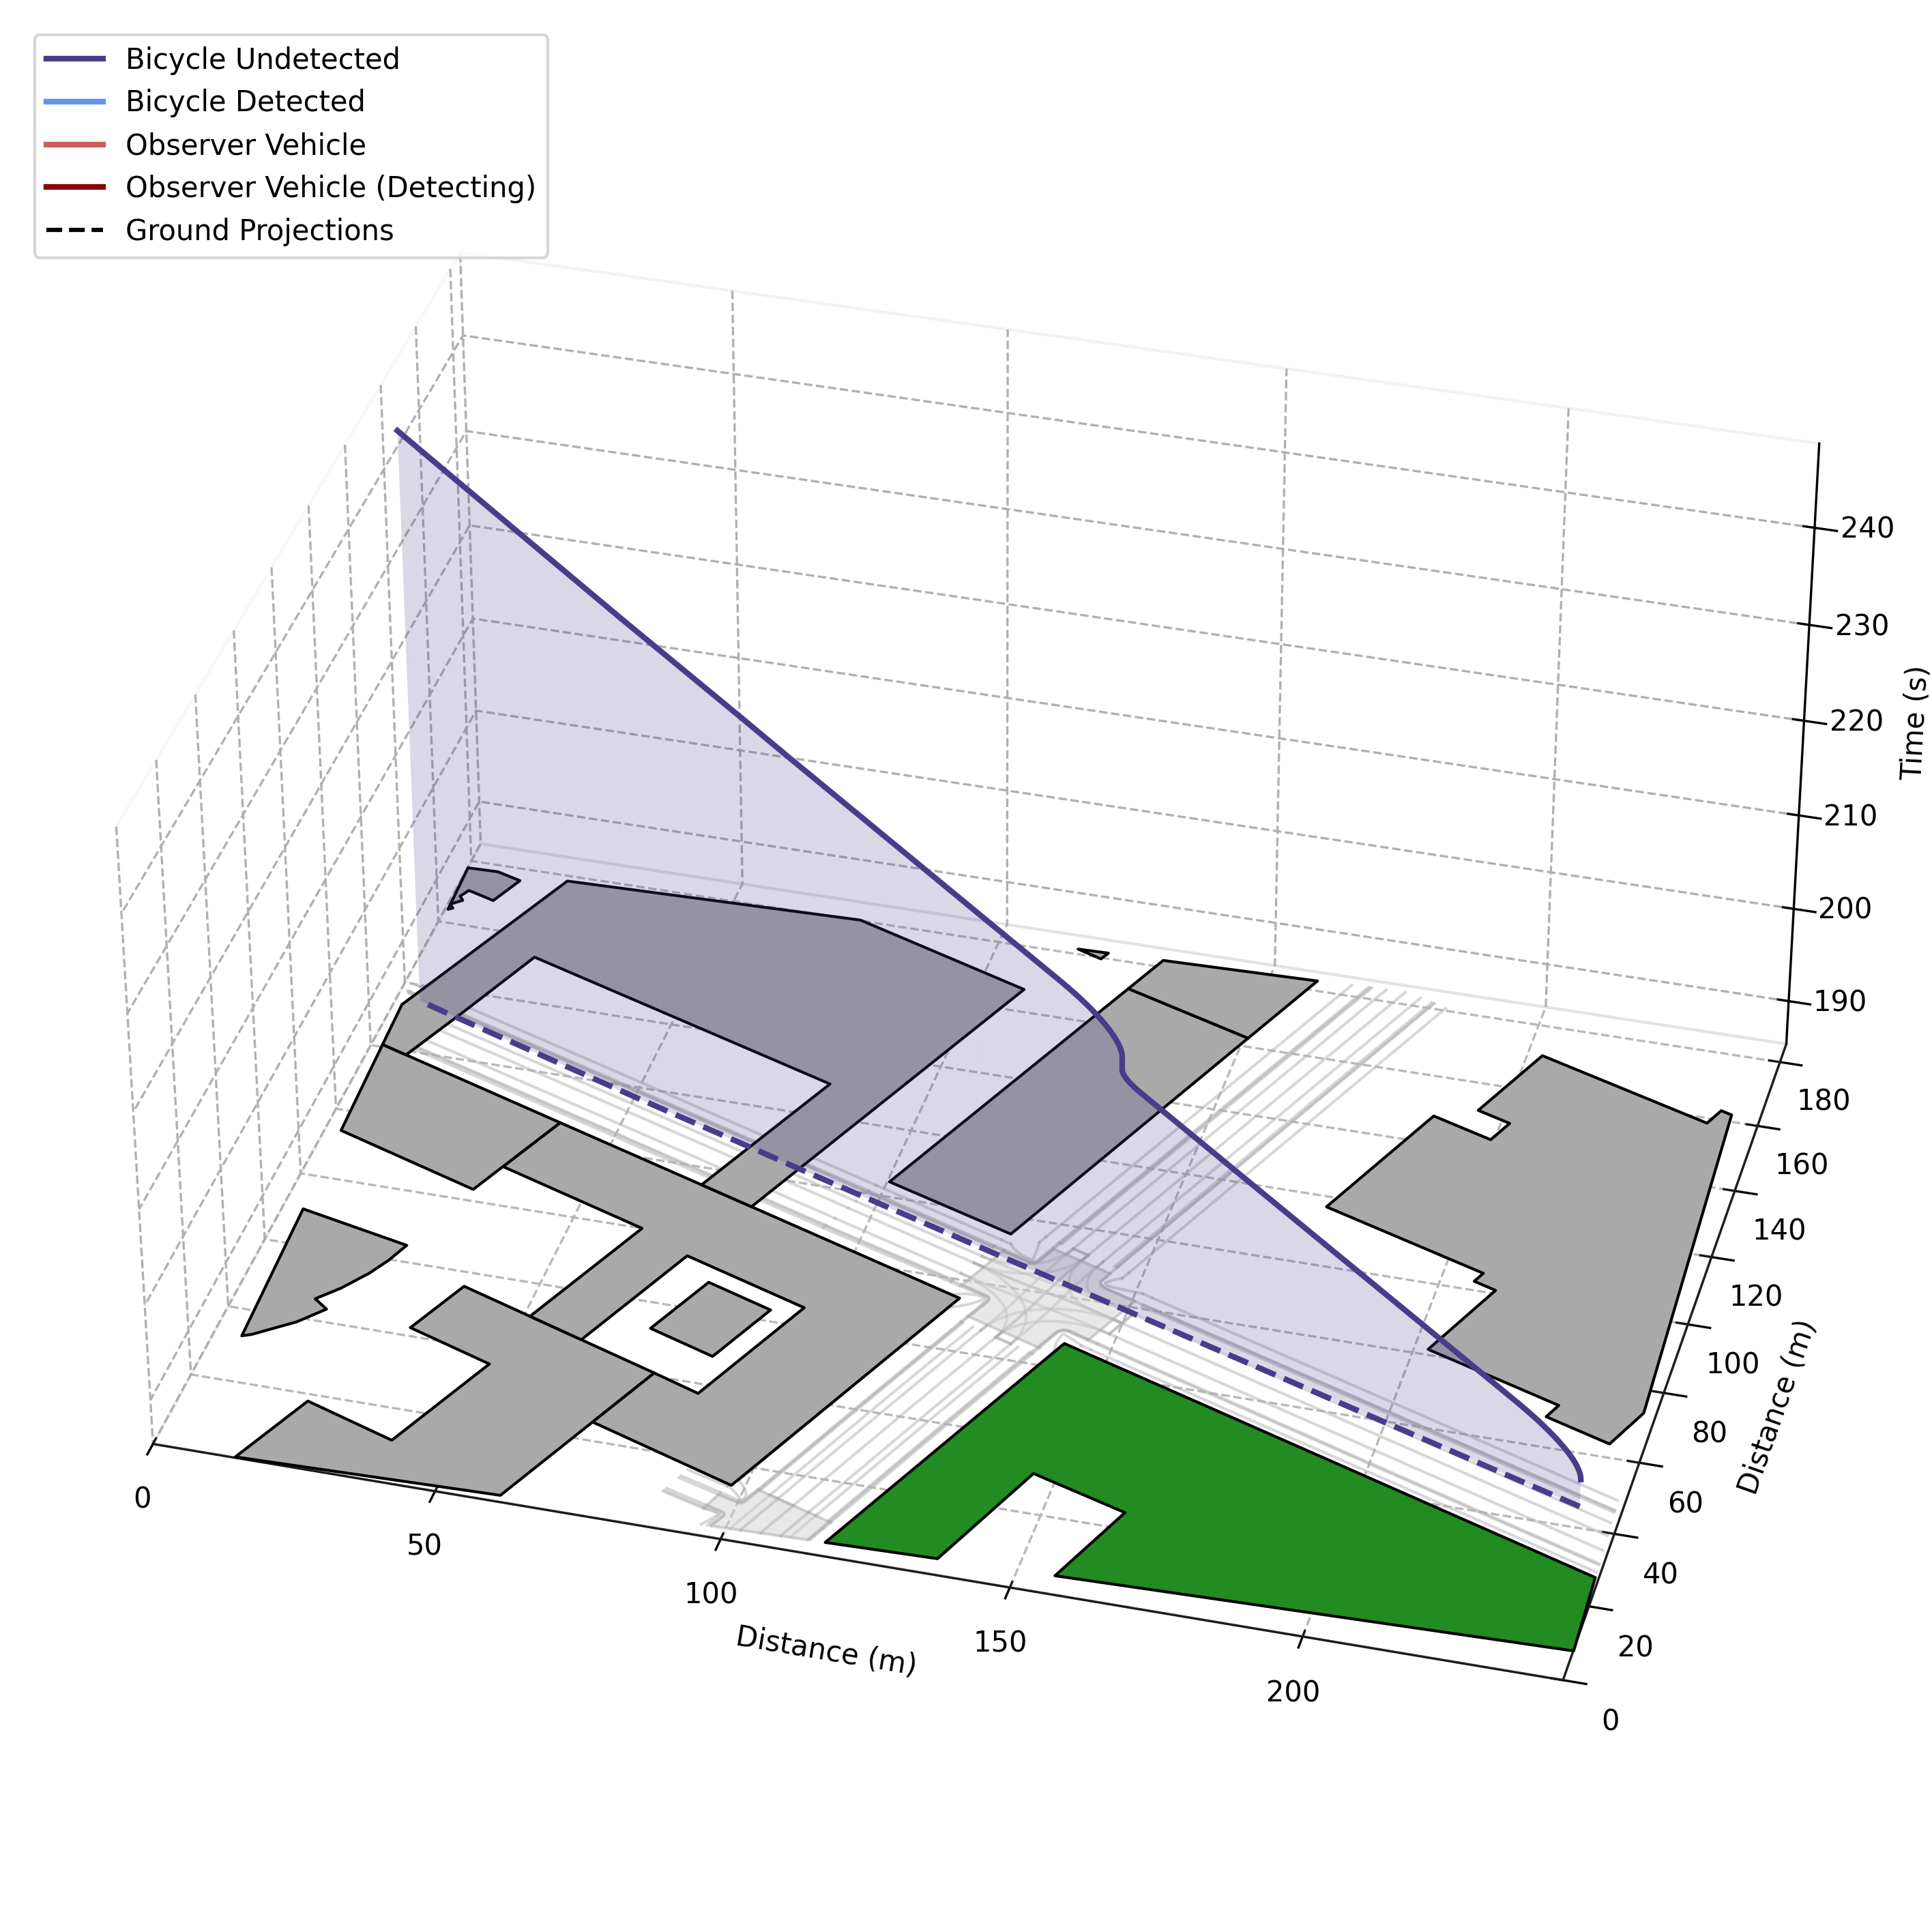 Bicycle Undetected
Bicycle Detected
Observer Vehicle
Observer Vehicle (Detecting)
Ground Projections
240
230
220
210
200
190
Time (s)
180
160
140
120
100
80
60
40
20
0
Distance (m)
0
50
100
150
200
Distance (m)